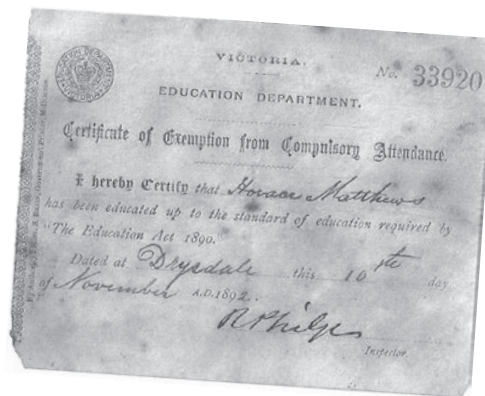 VICTORIA.
No. 33920
EDUCATION DEPARTMENT.
Certificate of Exemption from Compulsory Attendance.
I hereby Certify that Horace Matthews
has been educated up to the standard of education required by
"The Education Act 1890.
Dated at Drysdale this 10th day
of November A.D. 1892.
R Philps
Inspector.